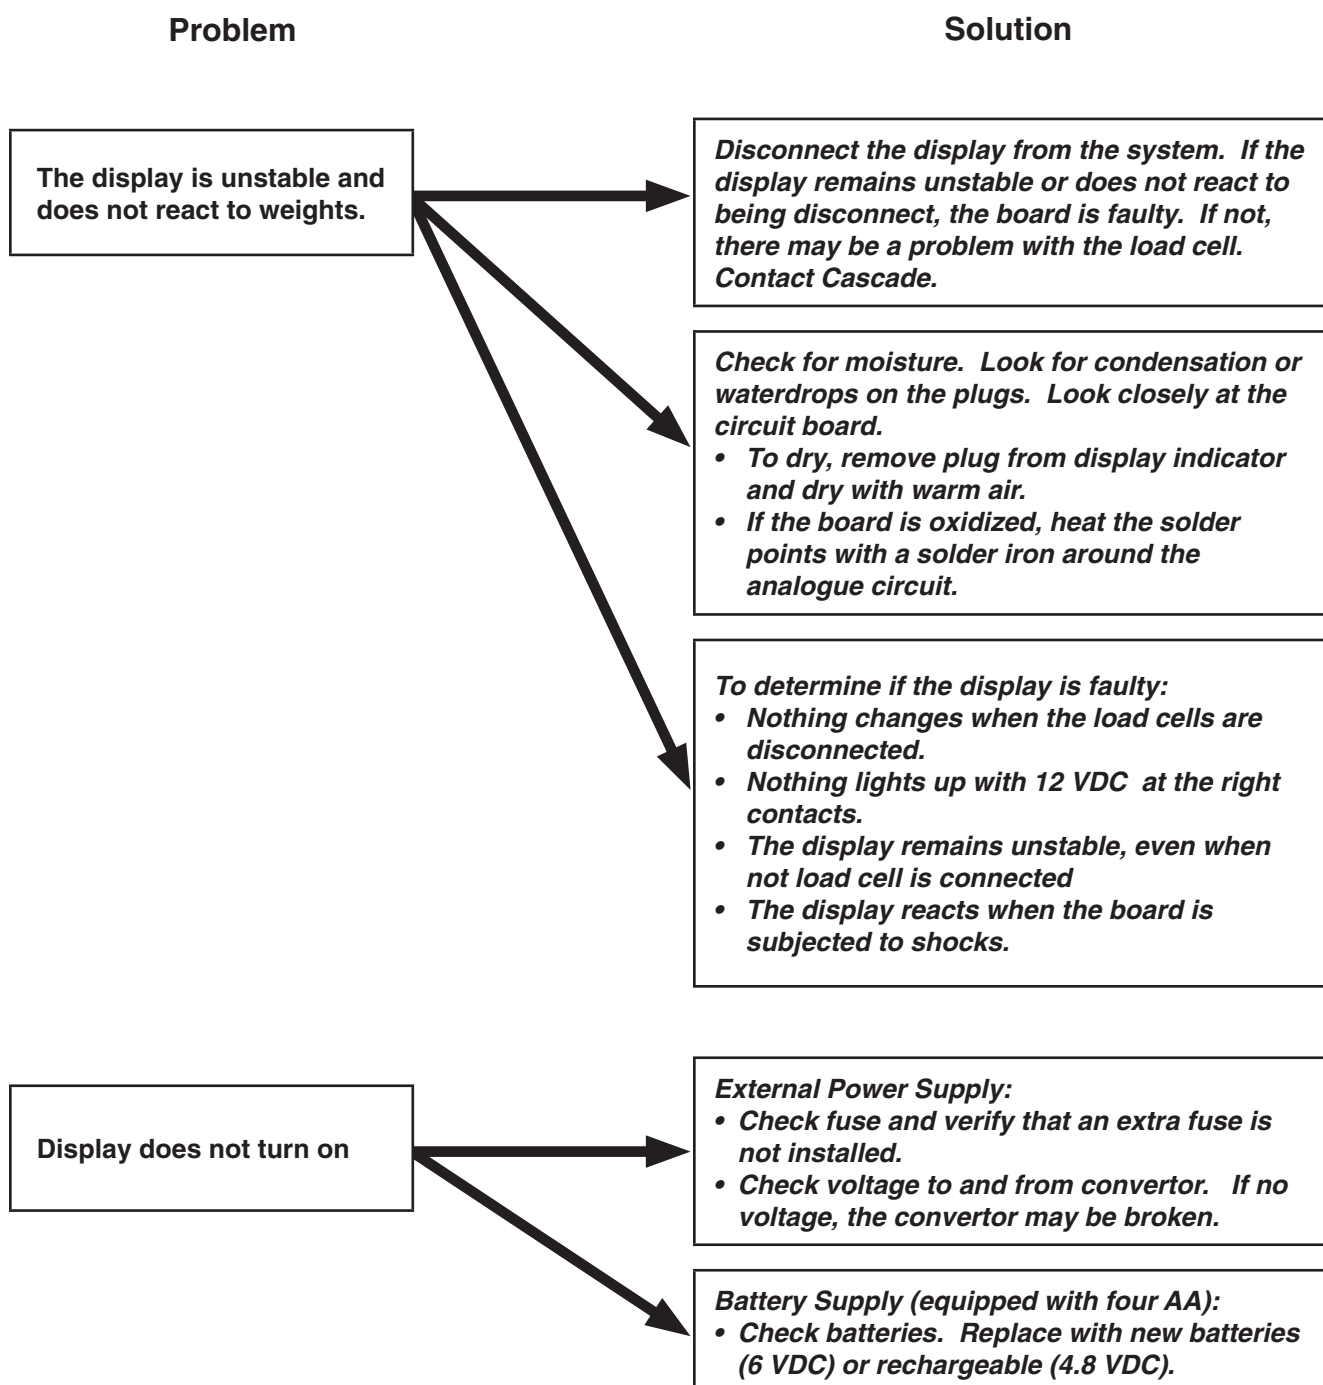 Problem
Solution
The display is unstable and
does not react to weights.
Disconnect the display from the system.  If the
display remains unstable or does not react to
being disconnect, the board is faulty.  If not,
there may be a problem with the load cell.
Contact Cascade.
Check for moisture.  Look for condensation or
waterdrops on the plugs.  Look closely at the
circuit board.
• To dry, remove plug from display indicator
and dry with warm air.
• If the board is oxidized, heat the solder
points with a solder iron around the
analogue circuit.
To determine if the display is faulty:
• Nothing changes when the load cells are
disconnected.
• Nothing lights up with 12 VDC  at the right
contacts.
• The display remains unstable, even when
not load cell is connected
• The display reacts when the board is
subjected to shocks.
Display does not turn on
External Power Supply:
• Check fuse and verify that an extra fuse is
not installed.
• Check voltage to and from convertor.   If no
voltage, the convertor may be broken.
Battery Supply (equipped with four AA):
• Check batteries.  Replace with new batteries
(6 VDC) or rechargeable (4.8 VDC).